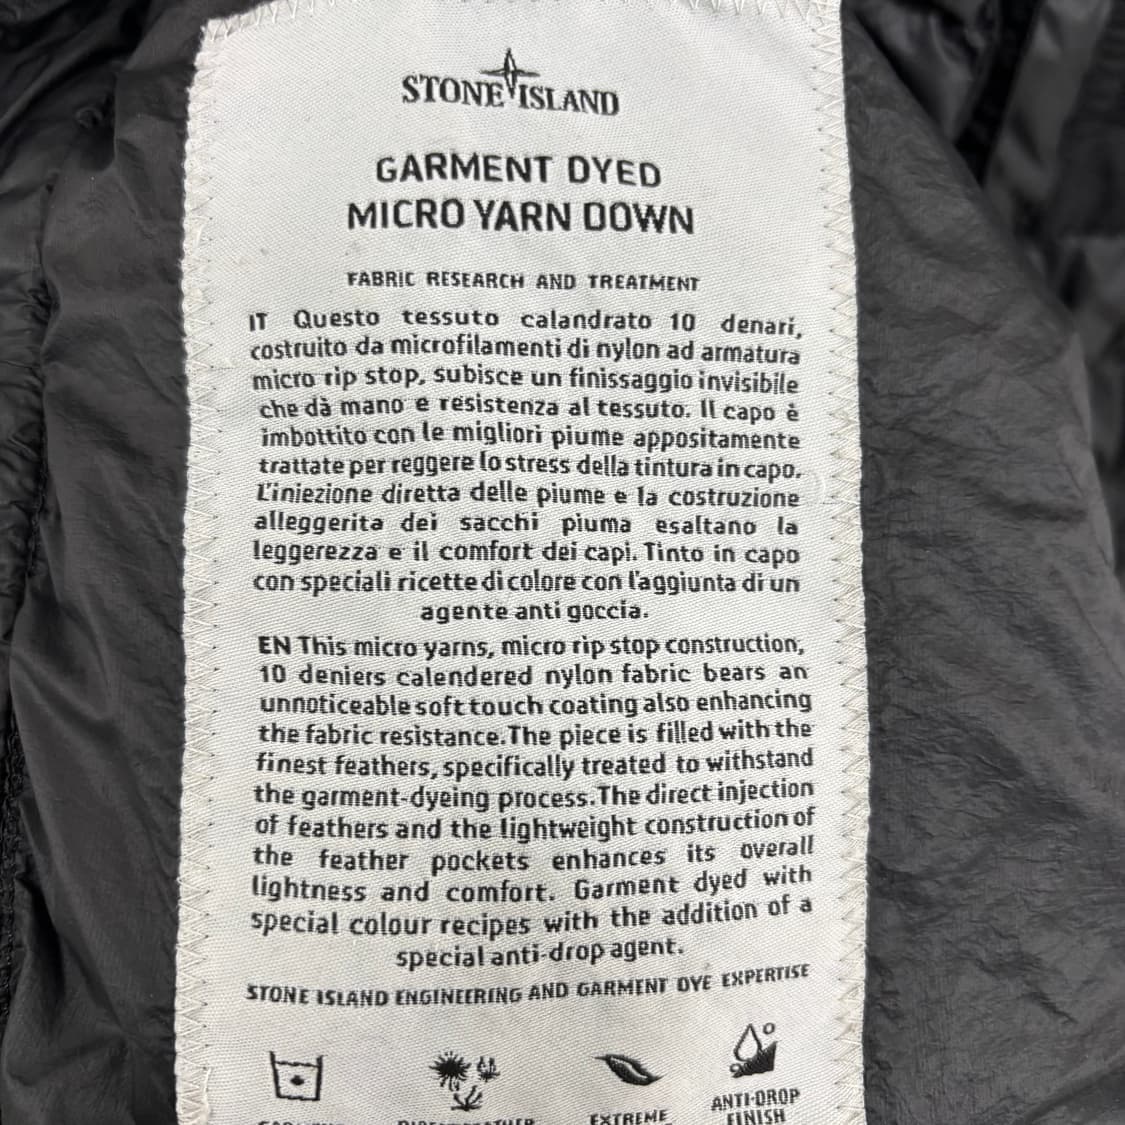 STONE ISLAND
GARMENT DYED
MICRO YARN DOWN
FABRIC RESEARCH AND TREATMENT
IT Questo tessuto calandrato 10 denari,
costruito da microfilamenti di nylon ad armatura
micro rip stop, subisce un finissaggio invisibile
che dà mano e resistenza al tessuto. Il capo è
imbottito con le migliori piume appositamente
trattate per reggere lo stress della tintura in capo.
L'iniezione diretta delle piume e la costruzione
alleggerita dei sacchi piuma esaltano la
leggerezza e il comfort dei capi. Tinto in capo
con speciali ricette di colore con l'aggiunta di un
agente anti goccia.
EN This micro yarns, micro rip stop construction,
10 deniers calendered nylon fabric bears an
unnoticeable soft touch coating also enhancing
the fabric resistance. The piece is filled with the
finest feathers, specifically treated to withstand
the garment-dyeing process. The direct injection
of feathers and the lightweight construction of
the feather pockets enhances its overall
lightness and comfort. Garment dyed with
special colour recipes with the addition of a
special anti-drop agent.
STONE ISLAND ENGINEERING AND GARMENT DYE EXPERTISE
EXTREME
ANTI-DROP
FINISH